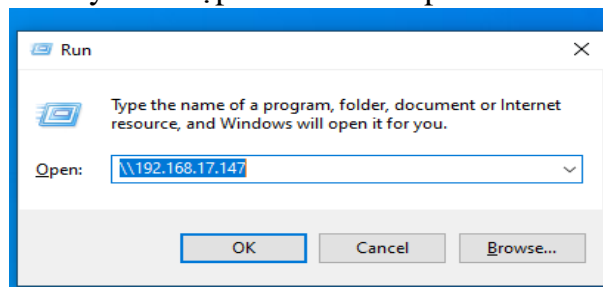 Run
Type the name of a program, folder, document or Internet
resource, and Windows will open it for you.
Open: \\192.168.17.147
OK Cancel Browse...